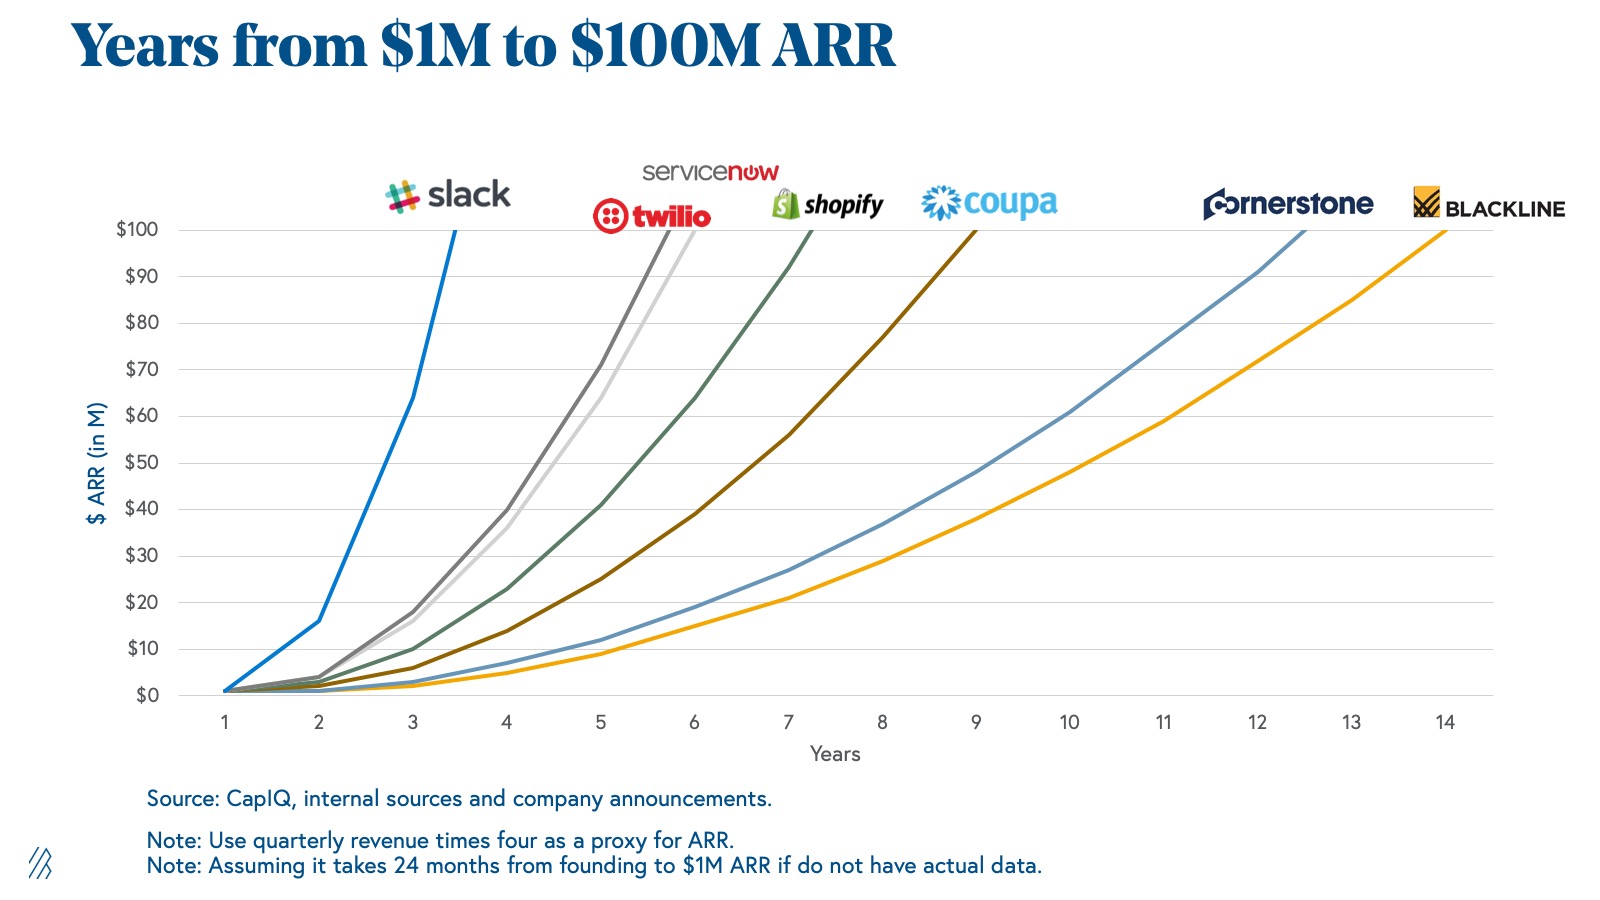 Years from $1M to $100M ARR
servicenow
slack
twilio
shopify
coupa
cornerstone
BLACKLINE
$100
$90
$80
$70
$60
$50
$40
$30
$20
$10
$0
$ ARR (in M)
1 2 3 4 5 6 7 8 9 10 11 12 13 14
Years
Source: CapIQ, internal sources and company announcements.
Note: Use quarterly revenue times four as a proxy for ARR.
Note: Assuming it takes 24 months from founding to $1M ARR if do not have actual data.